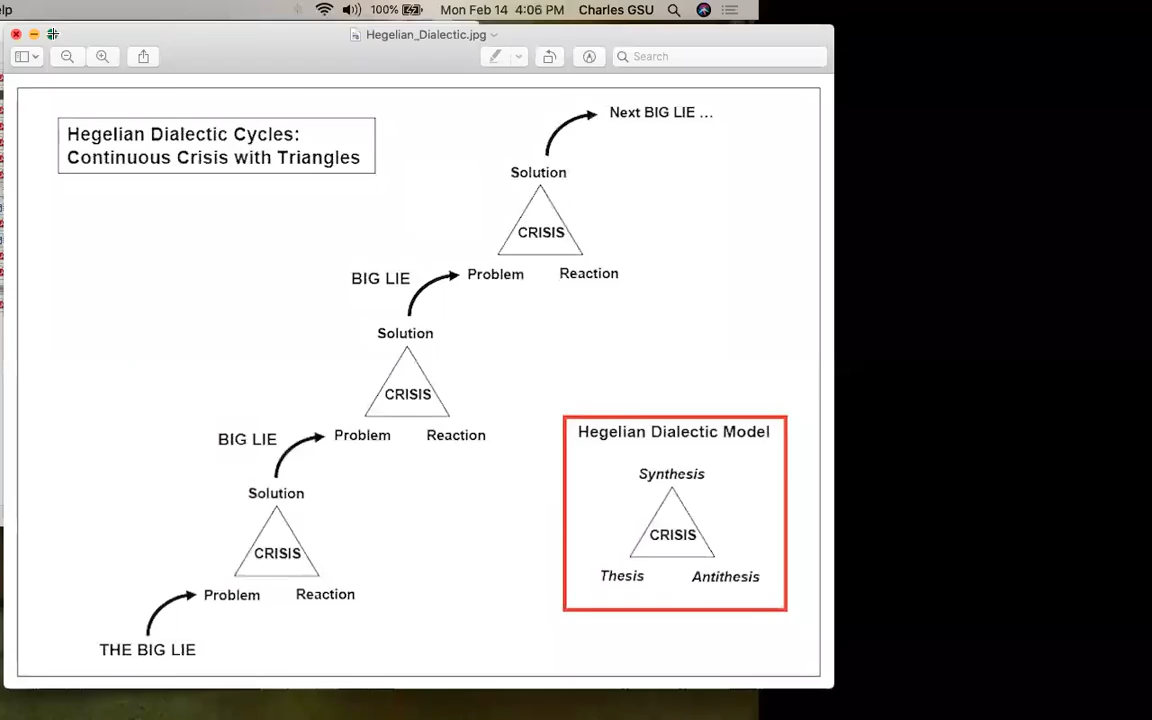 elp
100%
Mon Feb 14 4:06 PM
Charles GSU
Hegelian_Dialectic.jpg
Search
Hegelian Dialectic Cycles:
Continuous Crisis with Triangles
Next BIG LIE ...
Solution
CRISIS
Problem
Reaction
BIG LIE
Solution
CRISIS
Problem
Reaction
BIG LIE
Solution
CRISIS
Problem
Reaction
THE BIG LIE
Hegelian Dialectic Model
Synthesis
CRISIS
Thesis
Antithesis